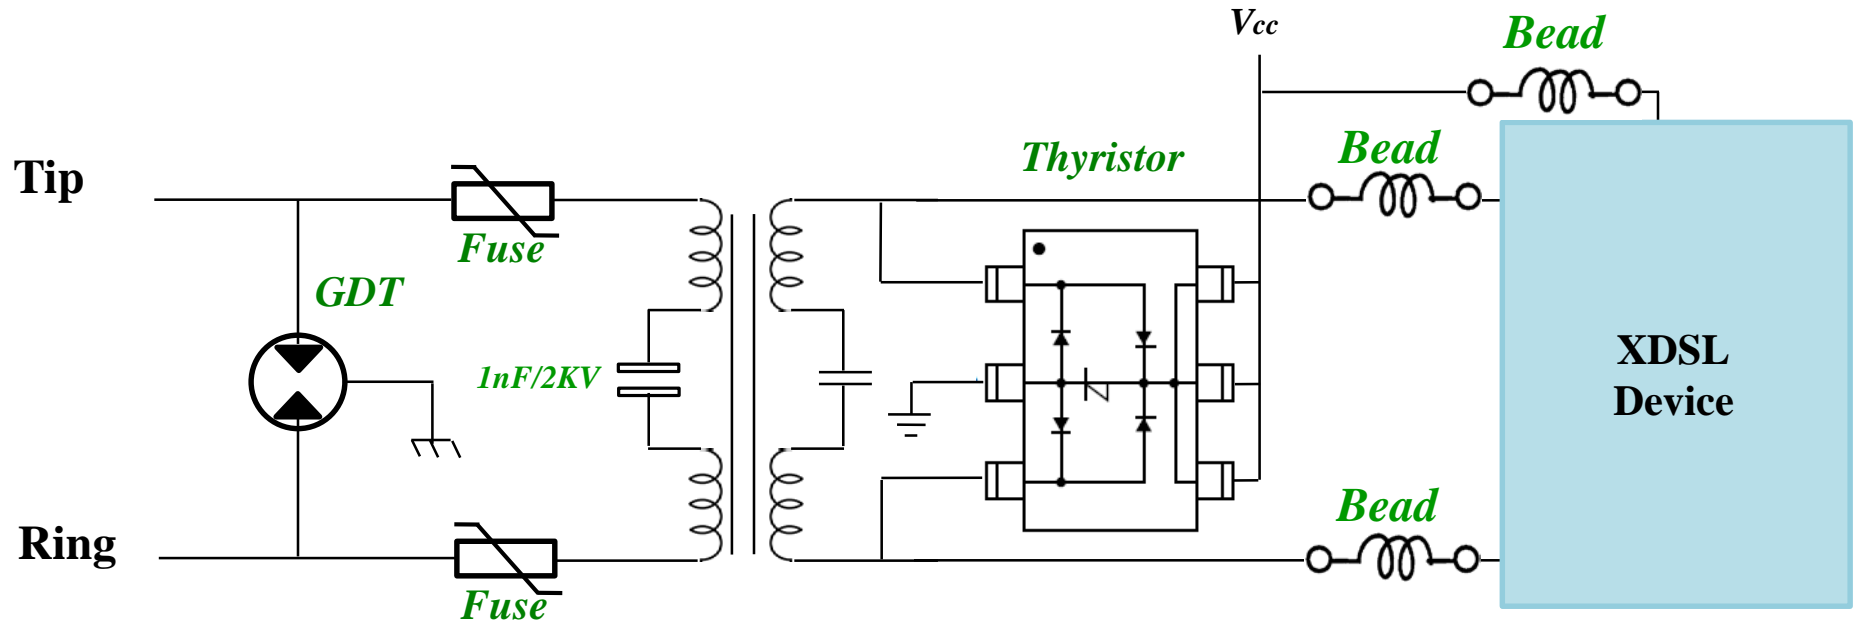 Vcc
Bead
Thyristor
Bead
Tip
Fuse
GDT
1nF/2KV
XDSL
Device
Bead
Ring
Fuse